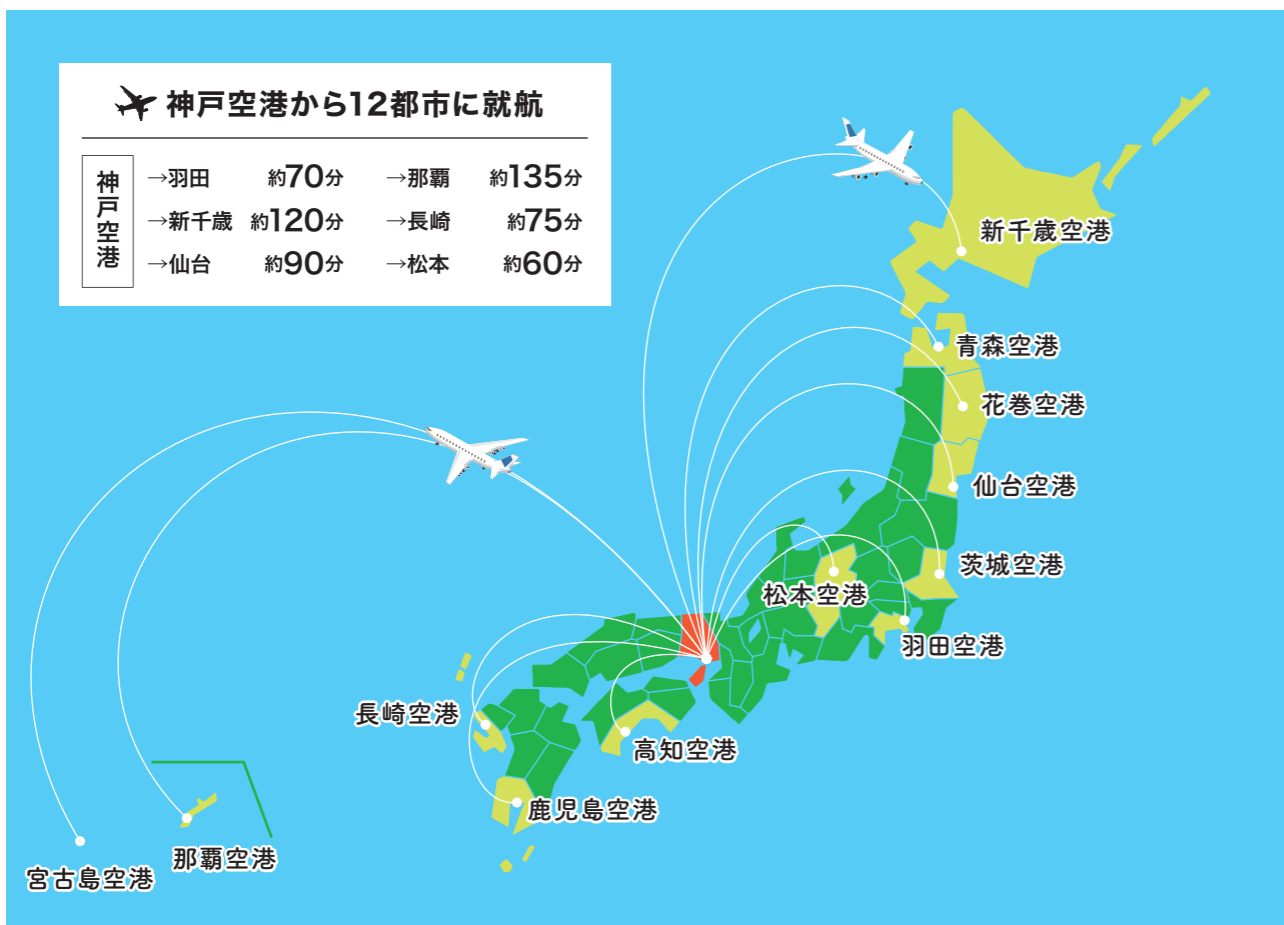 神戸空港から12都市に就航
神戸空港
→羽田 約70分 →那覇 約135分
→新千歳 約120分 →長崎 約75分
→仙台 約90分 →松本 約60分
新千歳空港
青森空港
花巻空港
仙台空港
茨城空港
松本空港
羽田空港
長崎空港
高知空港
鹿児島空港
那覇空港
宮古島空港